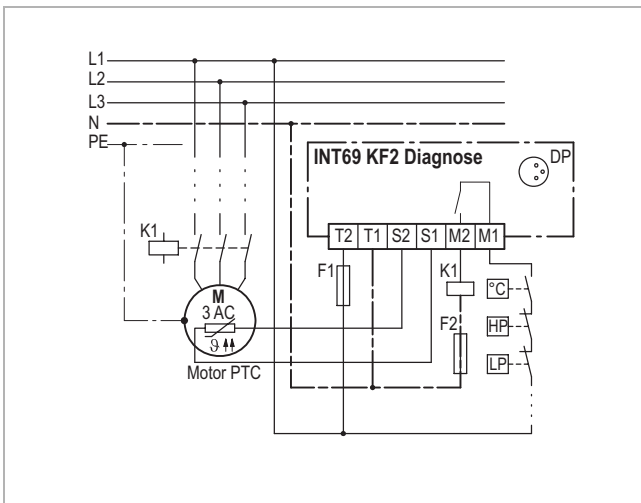 L1
L2
L3
N
PE
INT69 KF2 Diagnose
DP
T2 T1 S2 S1 M2 M1
K1
F1
K1
°C
M
3 AC
ϑ
HP
F2
LP
Motor PTC